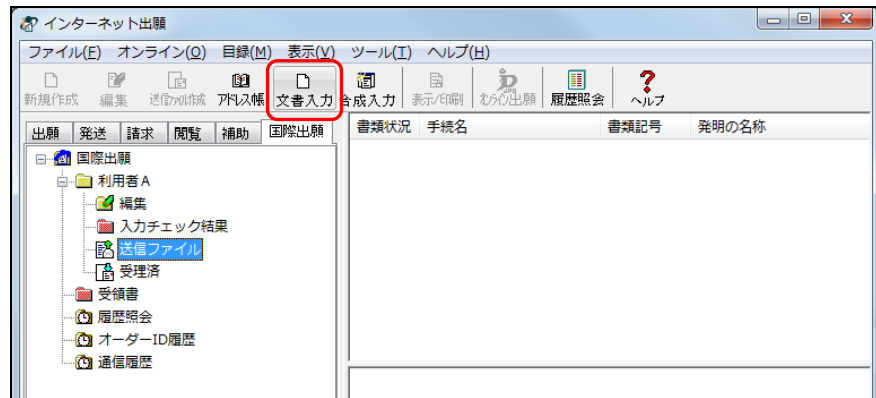 インターネット出願
ファイル(F) オンライン(O) 目録(M) 表示(V) ツール(T) ヘルプ(H)
新規作成 編集 送信ファイル作成 アドレス帳 文書入力 合成入力 表示/印刷 オンライン出願 履歴照会 ヘルプ
出願 発送 請求 閲覧 補助 国際出願
書類状況 手続名 書類記号 発明の名称
国際出願
利用者A
編集
入力チェック結果
送信ファイル
受理済
受領書
履歴照会
オーダーID履歴
通信履歴